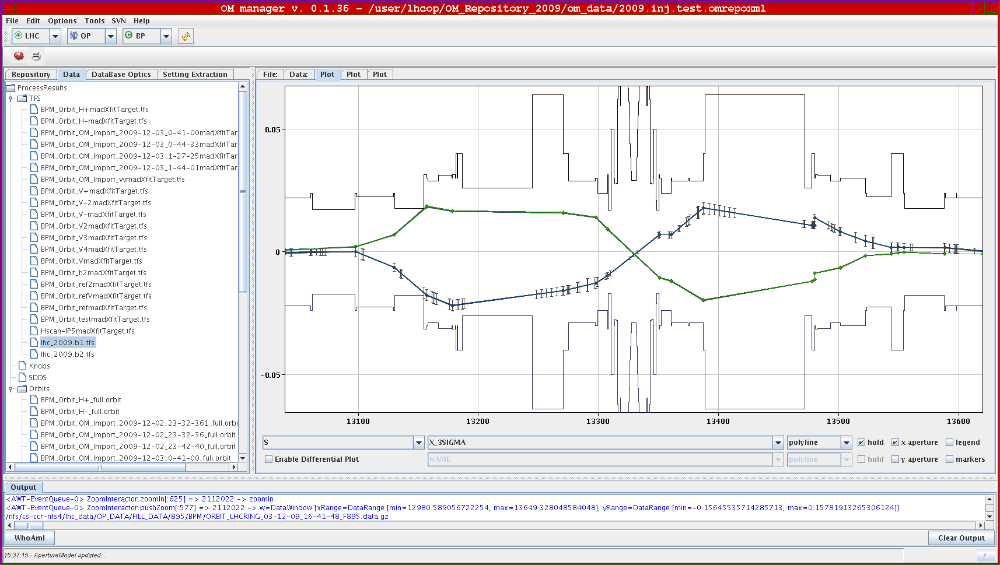 OM manager v. 0.1.36 - /user/lhcop/OM_Repository_2009/om_data/2009.inj.test.omrepoxml
File Edit Options Tools SVN Help
LHC OP BP
Repository Data DataBase Optics Setting Extraction
ProcessResults
TFS
BPM_Orbit_H+madXfitTarget.tfs
BPM_Orbit_H-madXfitTarget.tfs
BPM_Orbit_OM_Import_2009-12-03_0-41-00madXfitTar
BPM_Orbit_OM_Import_2009-12-03_0-44-33madXfitTar
BPM_Orbit_OM_Import_2009-12-03_1-27-25madXfitTar
BPM_Orbit_OM_Import_2009-12-03_1-44-01madXfitTar
BPM_Orbit_OM_Import_vvmadXfitTarget.tfs
BPM_Orbit_V+madXfitTarget.tfs
BPM_Orbit_V-2madXfitTarget.tfs
BPM_Orbit_V-madXfitTarget.tfs
BPM_Orbit_V2madXfitTarget.tfs
BPM_Orbit_V3madXfitTarget.tfs
BPM_Orbit_V4madXfitTarget.tfs
BPM_Orbit_VmadXfitTarget.tfs
BPM_Orbit_h2madXfitTarget.tfs
BPM_Orbit_ref2madXfitTarget.tfs
BPM_Orbit_refVmadXfitTarget.tfs
BPM_Orbit_refmadXfitTarget.tfs
BPM_Orbit_testmadXfitTarget.tfs
Hscan-IP5madXfitTarget.tfs
lhc_2009.b1.tfs
lhc_2009.b2.tfs
Knobs
SDDS
Orbits
BPM_Orbit_H+_full.orbit
BPM_Orbit_H-_full.orbit
BPM_Orbit_OM_Import_2009-12-02_23-32-361_full.orbi
BPM_Orbit_OM_Import_2009-12-02_23-32-36_full.orbit
BPM_Orbit_OM_Import_2009-12-02_23-42-40_full.orbit
BPM_Orbit_OM_Import_2009-12-03_0-41-00_full.orbit
File: Data: Plot Plot Plot
0.05
0
-0.05
13100 13200 13300 13400 13500 13600
S X_3SIGMA polyline hold x aperture legend
Enable Differential Plot NAME polyline hold y aperture markers
Output
<AWT-EventQueue-0> ZoomInteractor.zoomIn[:625] => 2112022 -> zoomIn
<AWT-EventQueue-0> ZoomInteractor.pushZoom[:577] => 2112022 -> w=DataWindow [xRange=DataRange [min=12980.589056722254, max=13649.328048584048], yRange=DataRange [min=-0.15645535714285713, max=0.15781913265306124]]
/nfs/cs-ccr-nfs4/lhc_data/OP_DATA/FILL_DATA/895/BPM/ORBIT_LHCRING_03-12-09_16-41-48_F895.data.gz
WhoAmI Clear Output
15:37:15 - ApertureModel updated...